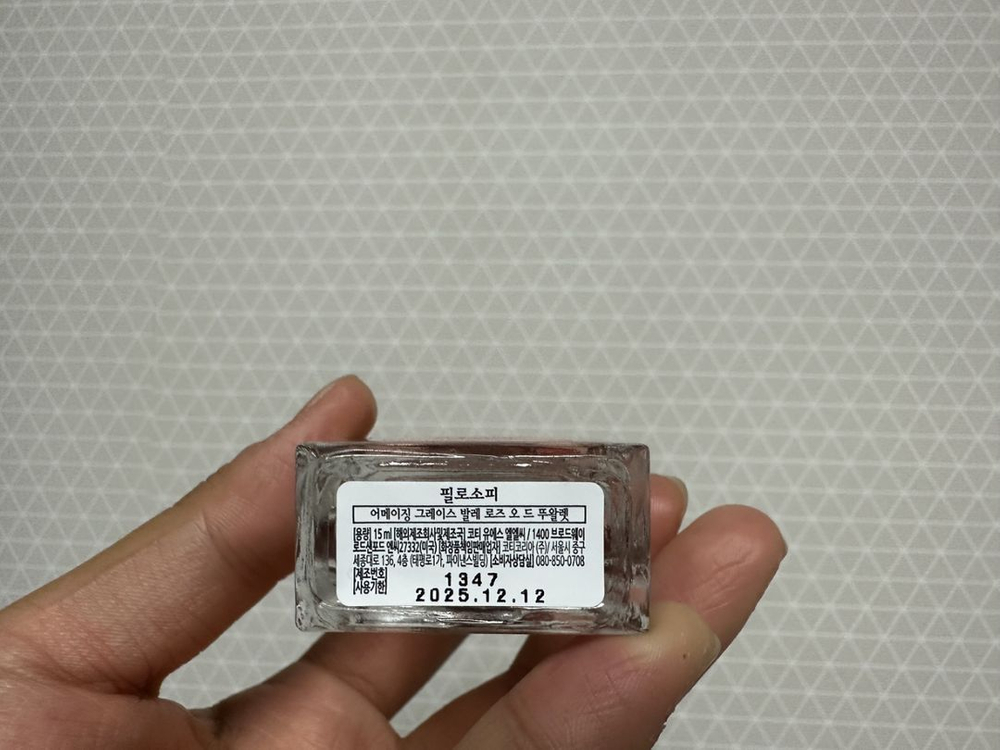 필로소피
어메이징 그레이스 발레 로즈 오 드 뚜왈렛
[용량] 15 ml [해외제조회사및제조국] 코티 유에스 엘엘씨 / 1400 브로드웨이
로드샌포드 엔씨27332(미국) [화장품책임판매업자] 코티코리아 (주)/ 서울시 중구
세종대로 136, 4층 (태평로1가, 파이낸스빌딩) [소비자상담실] 080-850-0708
[제조번호] 1347
[사용기한] 2025.12.12